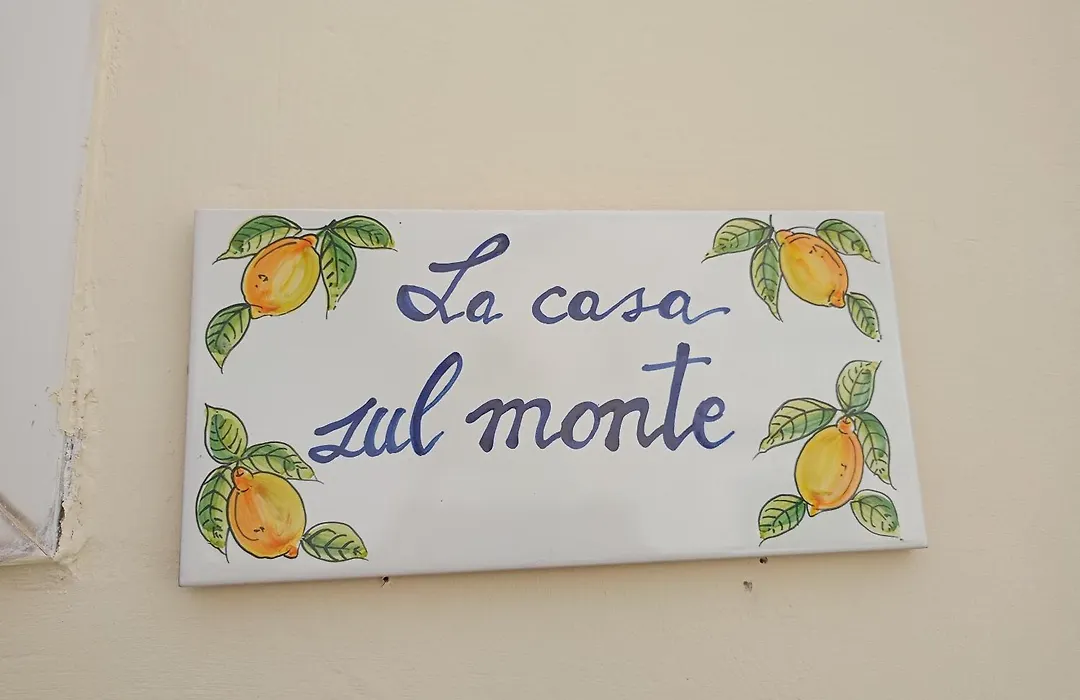 La casa
sul monte